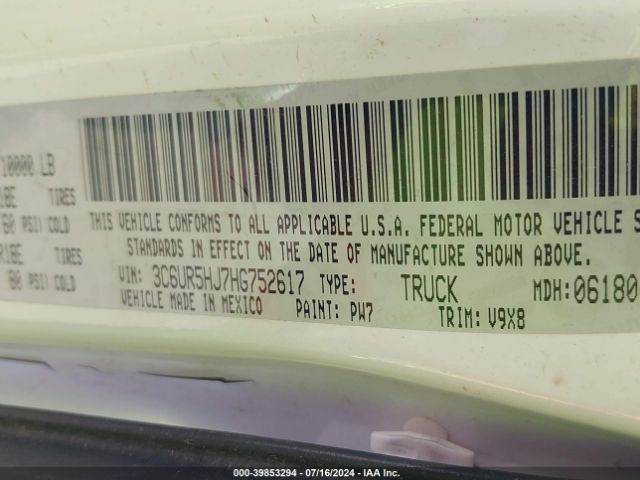 10000 LB
TIRES
PSI) COLD
TIRES
80 PSI) COLD
THIS VEHICLE CONFORMS TO ALL APPLICABLE U.S.A. FEDERAL MOTOR VEHICLE S
STANDARDS IN EFFECT ON THE DATE OF MANUFACTURE SHOWN ABOVE.
VIN: 3C6UR5HJ7HG752617 TYPE: TRUCK MDH:06180
VEHICLE MADE IN MEXICO PAINT: PW7 TRIM: V9X8
000-39853294 - 07/16/2024 - IAA Inc.